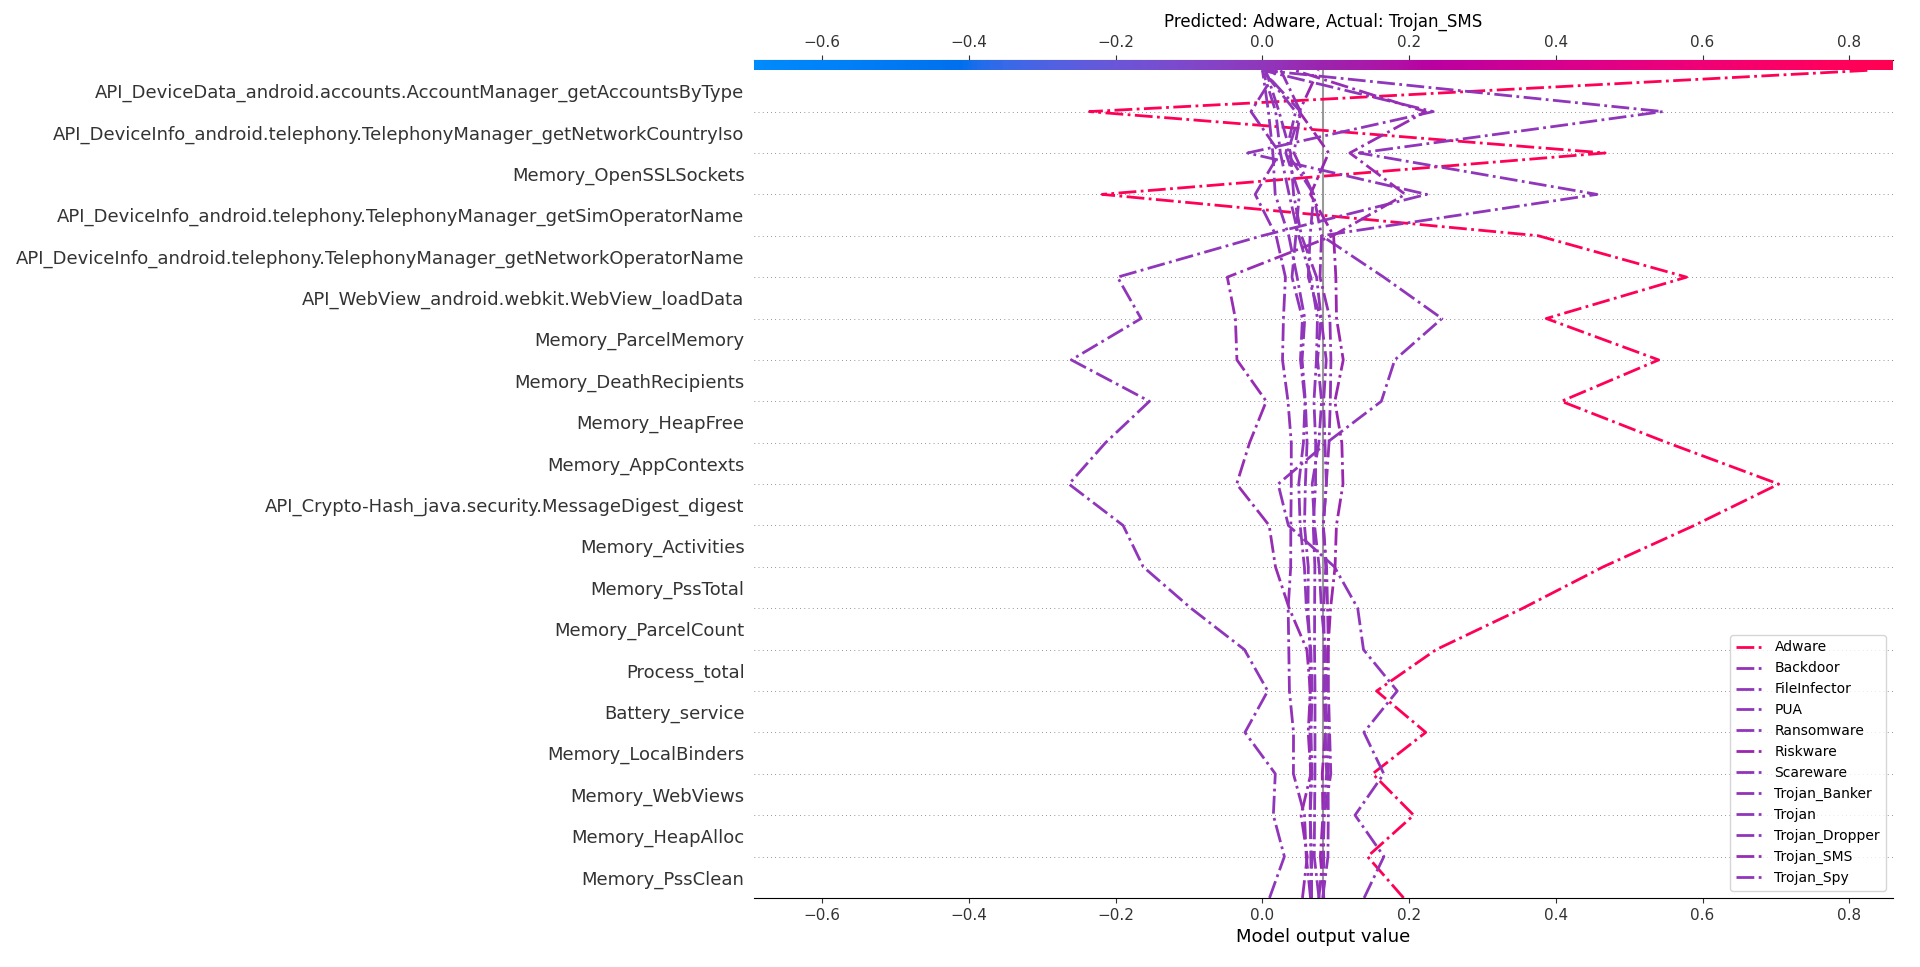 Predicted: Adware, Actual: Trojan_SMS
−0.6 −0.4 −0.2 0.0 0.2 0.4 0.6 0.8
API_DeviceData_android.accounts.AccountManager_getAccountsByType
API_DeviceInfo_android.telephony.TelephonyManager_getNetworkCountryIso
Memory_OpenSSLSockets
API_DeviceInfo_android.telephony.TelephonyManager_getSimOperatorName
API_DeviceInfo_android.telephony.TelephonyManager_getNetworkOperatorName
API_WebView_android.webkit.WebView_loadData
Memory_ParcelMemory
Memory_DeathRecipients
Memory_HeapFree
Memory_AppContexts
API_Crypto-Hash_java.security.MessageDigest_digest
Memory_Activities
Memory_PssTotal
Memory_ParcelCount
Process_total
Battery_service
Memory_LocalBinders
Memory_WebViews
Memory_HeapAlloc
Memory_PssClean
Adware
Backdoor
FileInfector
PUA
Ransomware
Riskware
Scareware
Trojan_Banker
Trojan
Trojan_Dropper
Trojan_SMS
Trojan_Spy
−0.6 −0.4 −0.2 0.0 0.2 0.4 0.6 0.8
Model output value